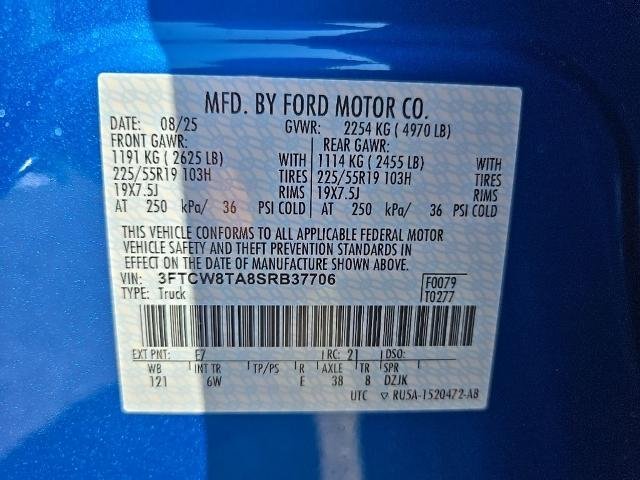 MFD. BY FORD MOTOR CO.
DATE: 08/25 GVWR: 2254 KG ( 4970 LB)
FRONT GAWR: REAR GAWR:
1191 KG ( 2625 LB) WITH 1114 KG ( 2455 LB) WITH
225/55R19 103H TIRES 225/55R19 103H TIRES
19X7.5J RIMS 19X7.5J RIMS
AT 250 kPa/ 36 PSI COLD AT 250 kPa/ 36 PSI COLD
THIS VEHICLE CONFORMS TO ALL APPLICABLE FEDERAL MOTOR
VEHICLE SAFETY AND THEFT PREVENTION STANDARDS IN
EFFECT ON THE DATE OF MANUFACTURE SHOWN ABOVE.
VIN: 3FTCW8TA8SRB37706 F0079
TYPE: Truck T0277
EXT PNT: E7 RC: 21 DSO:
WB INT TR TP/PS R AXLE TR SPR
121 6W E 38 8 DZJK
UTC ▽ RU5A-1520472-AB